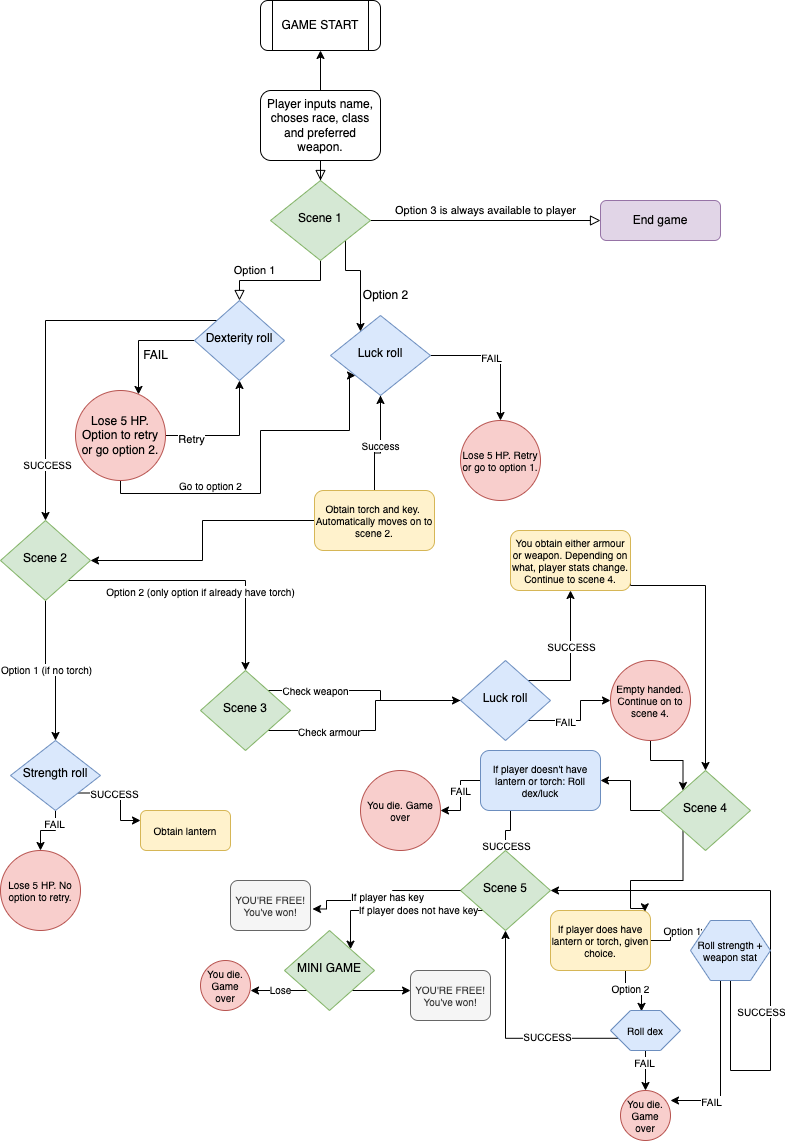 GAME START
Player inputs name,
choses race, class
and preferred
weapon.
Scene 1
Option 3 is always available to player
End game
Option 1
Option 2
Dexterity roll
Luck roll
FAIL
FAIL
Lose 5 HP.
Option to retry
or go option 2.
Retry
Success
Lose 5 HP. Retry
or go to option 1.
SUCCESS
Go to option 2
Obtain torch and key.
Automatically moves on to
scene 2.
Scene 2
You obtain either armour
or weapon. Depending on
what, player stats change.
Continue to scene 4.
Option 2 (only option if already have torch)
SUCCESS
Option 1 (if no torch)
Scene 3
Check weapon
Check armour
Luck roll
FAIL
Empty handed.
Continue on to
scene 4.
Strength roll
SUCCESS
FAIL
Obtain lantern
Lose 5 HP. No
option to retry.
If player doesn't have
lantern or torch: Roll
dex/luck
FAIL
You die. Game
over
Scene 4
SUCCESS
Scene 5
YOU'RE FREE!
You've won!
If player has key
If player does not have key
If player does have
lantern or torch, given
choice.
Option 1
Roll strength +
weapon stat
MINI GAME
You die.
Game
over
Lose
YOU'RE FREE!
You've won!
Option 2
SUCCESS
Roll dex
SUCCESS
FAIL
FAIL
You die.
Game
over